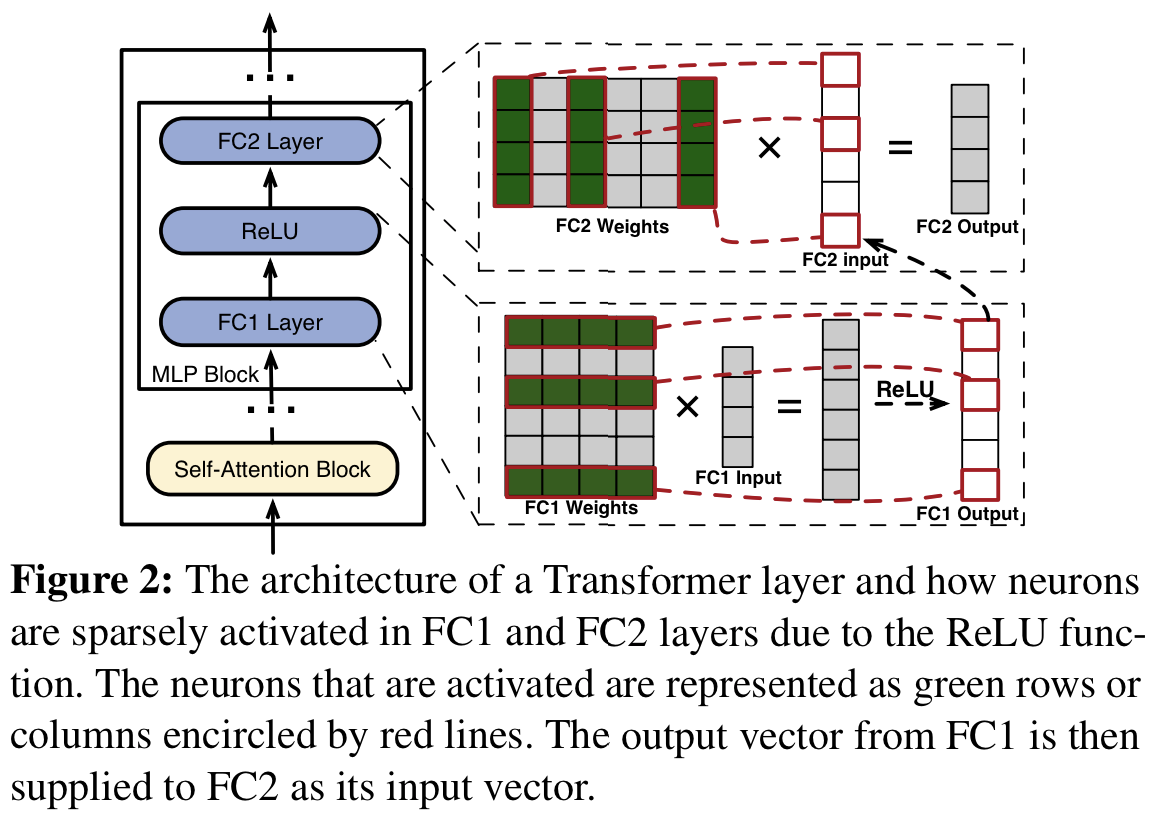 ...
FC2 Layer
ReLU
FC1 Layer
MLP Block
...
Self-Attention Block
×
=
FC2 Weights
FC2 input
FC2 Output
×
=
ReLU
FC1 Weights
FC1 Input
FC1 Output
Figure 2: The architecture of a Transformer layer and how neurons
are sparsely activated in FC1 and FC2 layers due to the ReLU func-
tion. The neurons that are activated are represented as green rows or
columns encircled by red lines. The output vector from FC1 is then
supplied to FC2 as its input vector.